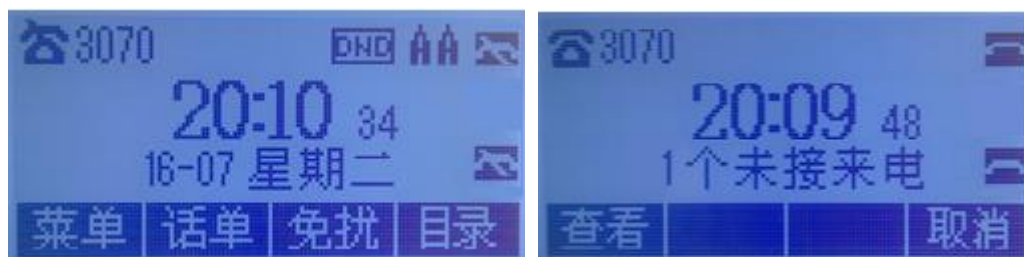 3070 DND AA
20:10 34
16-07 星期二
菜单 话单 免扰 目录
3070
20:09 48
1个未接来电
查看 取消